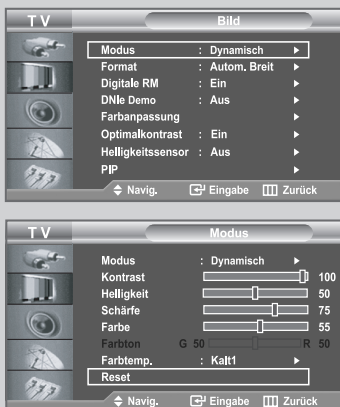 TV Bild
Modus : Dynamisch
Format : Autom. Breit
Digitale RM : Ein
DNIe Demo : Aus
Farbanpassung
Optimalkontrast : Ein
Helligkeitssensor : Aus
PIP
Navig. Eingabe Zurück
TV Modus
Modus : Dynamisch
Kontrast 100
Helligkeit 50
Schärfe 75
Farbe 55
Farbton G 50 R 50
Farbtemp. : Kalt1
Reset
Navig. Eingabe Zurück